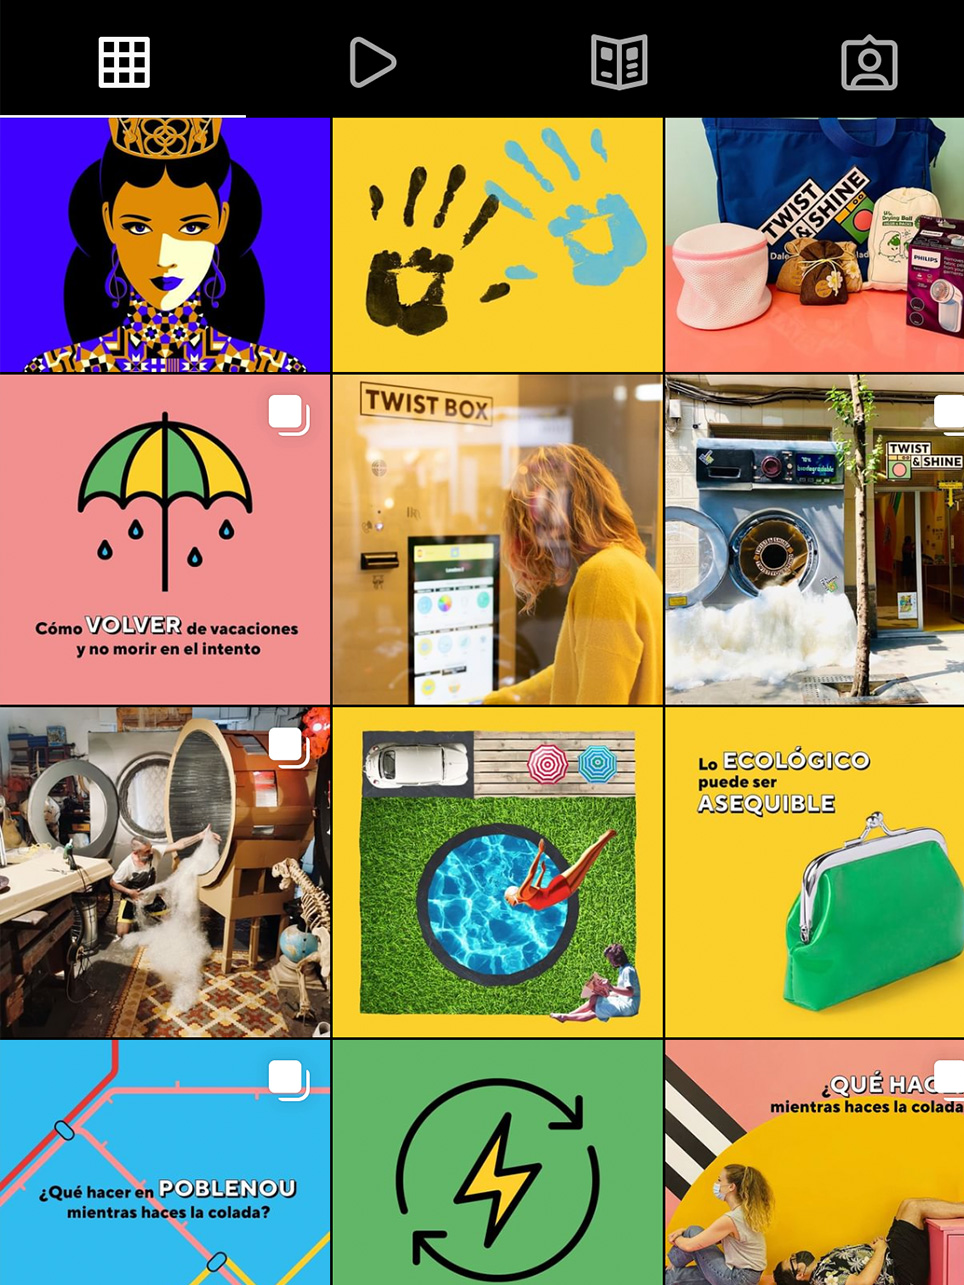 TWIST
& SHINE
PHILIPS
TWIST BOX
Cómo VOLVER de vacaciones
y no morir en el intento
TWIST
& SHINE
Lo ECOLÓGICO
puede ser
ASEQUIBLE
¿Qué hacer en POBLENOU
mientras haces la colada?
¿QUÉ HAC
mientras haces la colada